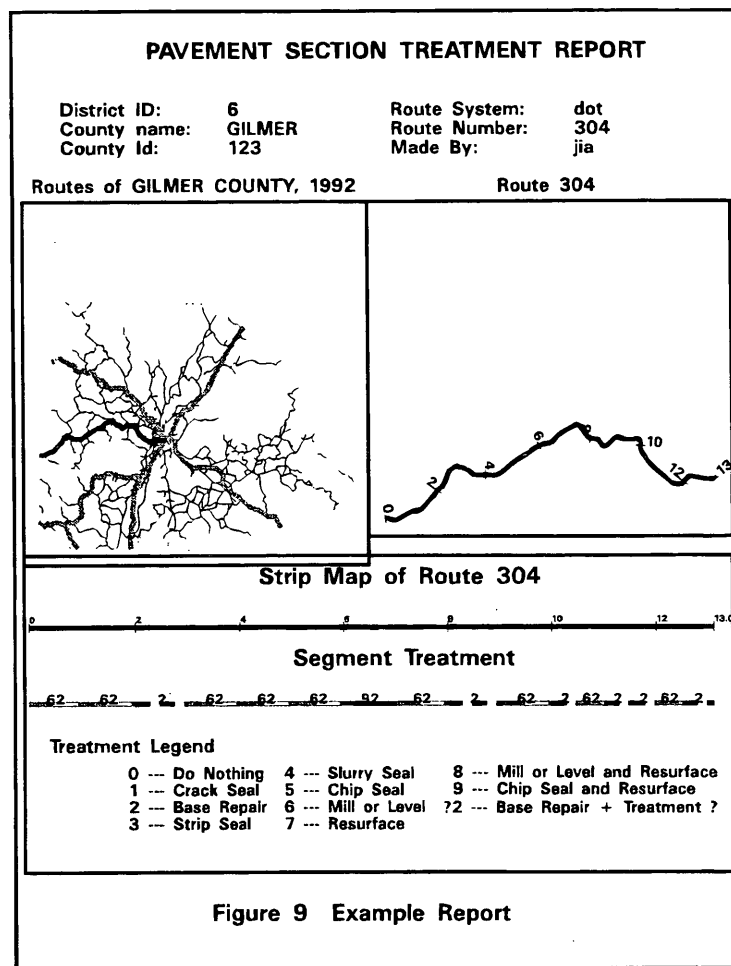 PAVEMENT SECTION TREATMENT REPORT
District ID: 6 Route System: dot
County name: GILMER Route Number: 304
County Id: 123 Made By: jia
Routes of GILMER COUNTY, 1992 Route 304
0 2 4 6 10 12 13
Strip Map of Route 304
0 2 4 6 8 10 12 13.0
Segment Treatment
62 62 2 62 62 62 92 62 2 62 2 62 2 2 62 2
Treatment Legend
0 --- Do Nothing 4 --- Slurry Seal 8 --- Mill or Level and Resurface
1 --- Crack Seal 5 --- Chip Seal 9 --- Chip Seal and Resurface
2 --- Base Repair 6 --- Mill or Level ?2 --- Base Repair + Treatment ?
3 --- Strip Seal 7 --- Resurface
Figure 9 Example Report